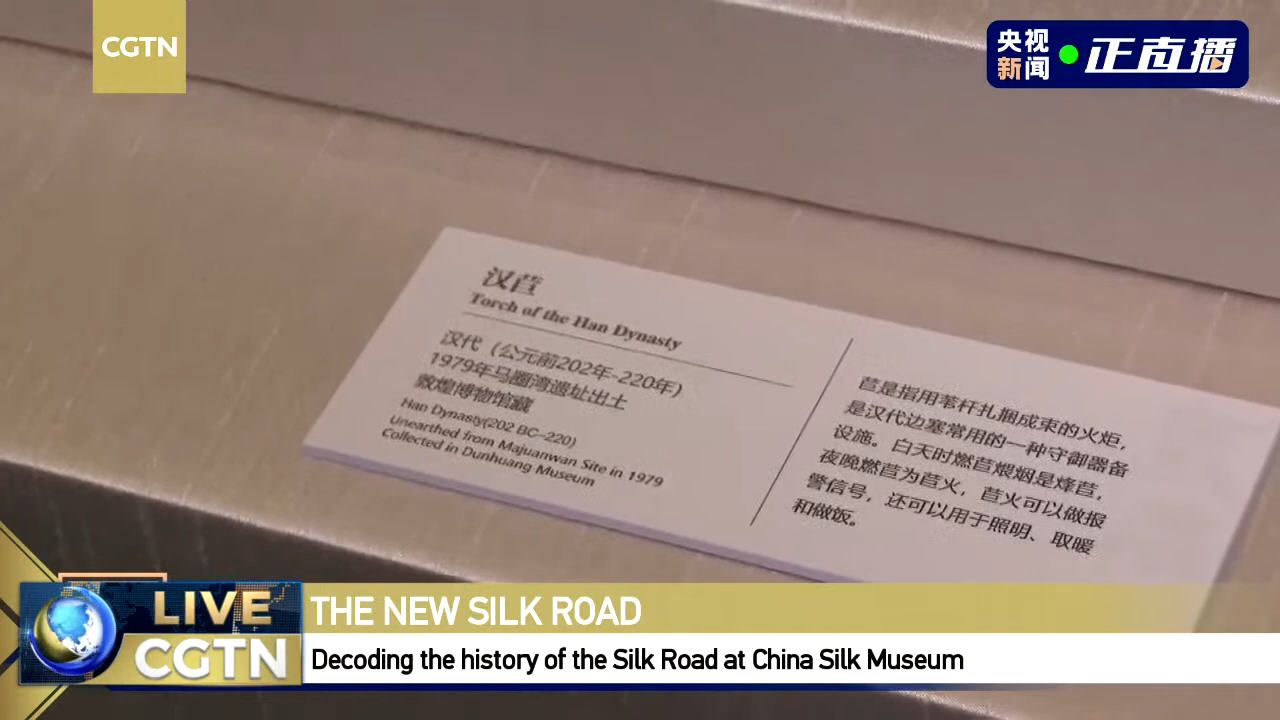 CGTN
央视
新闻
正直播
汉苣
Torch of the Han Dynasty
汉代（公元前202年-220年）
1979年马圈湾遗址出土
敦煌博物馆藏
Han Dynasty(202 BC–220)
Unearthed from Majuanwan Site in 1979
Collected in Dunhuang Museum
苣是指用苇杆扎捆成束的火炬，
是汉代边塞常用的一种守御器备
设施。白天时燃苣煨烟是烽苣，
夜晚燃苣为苣火，苣火可以做报
警信号，还可以用于照明、取暖
和做饭。
LIVE
CGTN
THE NEW SILK ROAD
Decoding the history of the Silk Road at China Silk Museum